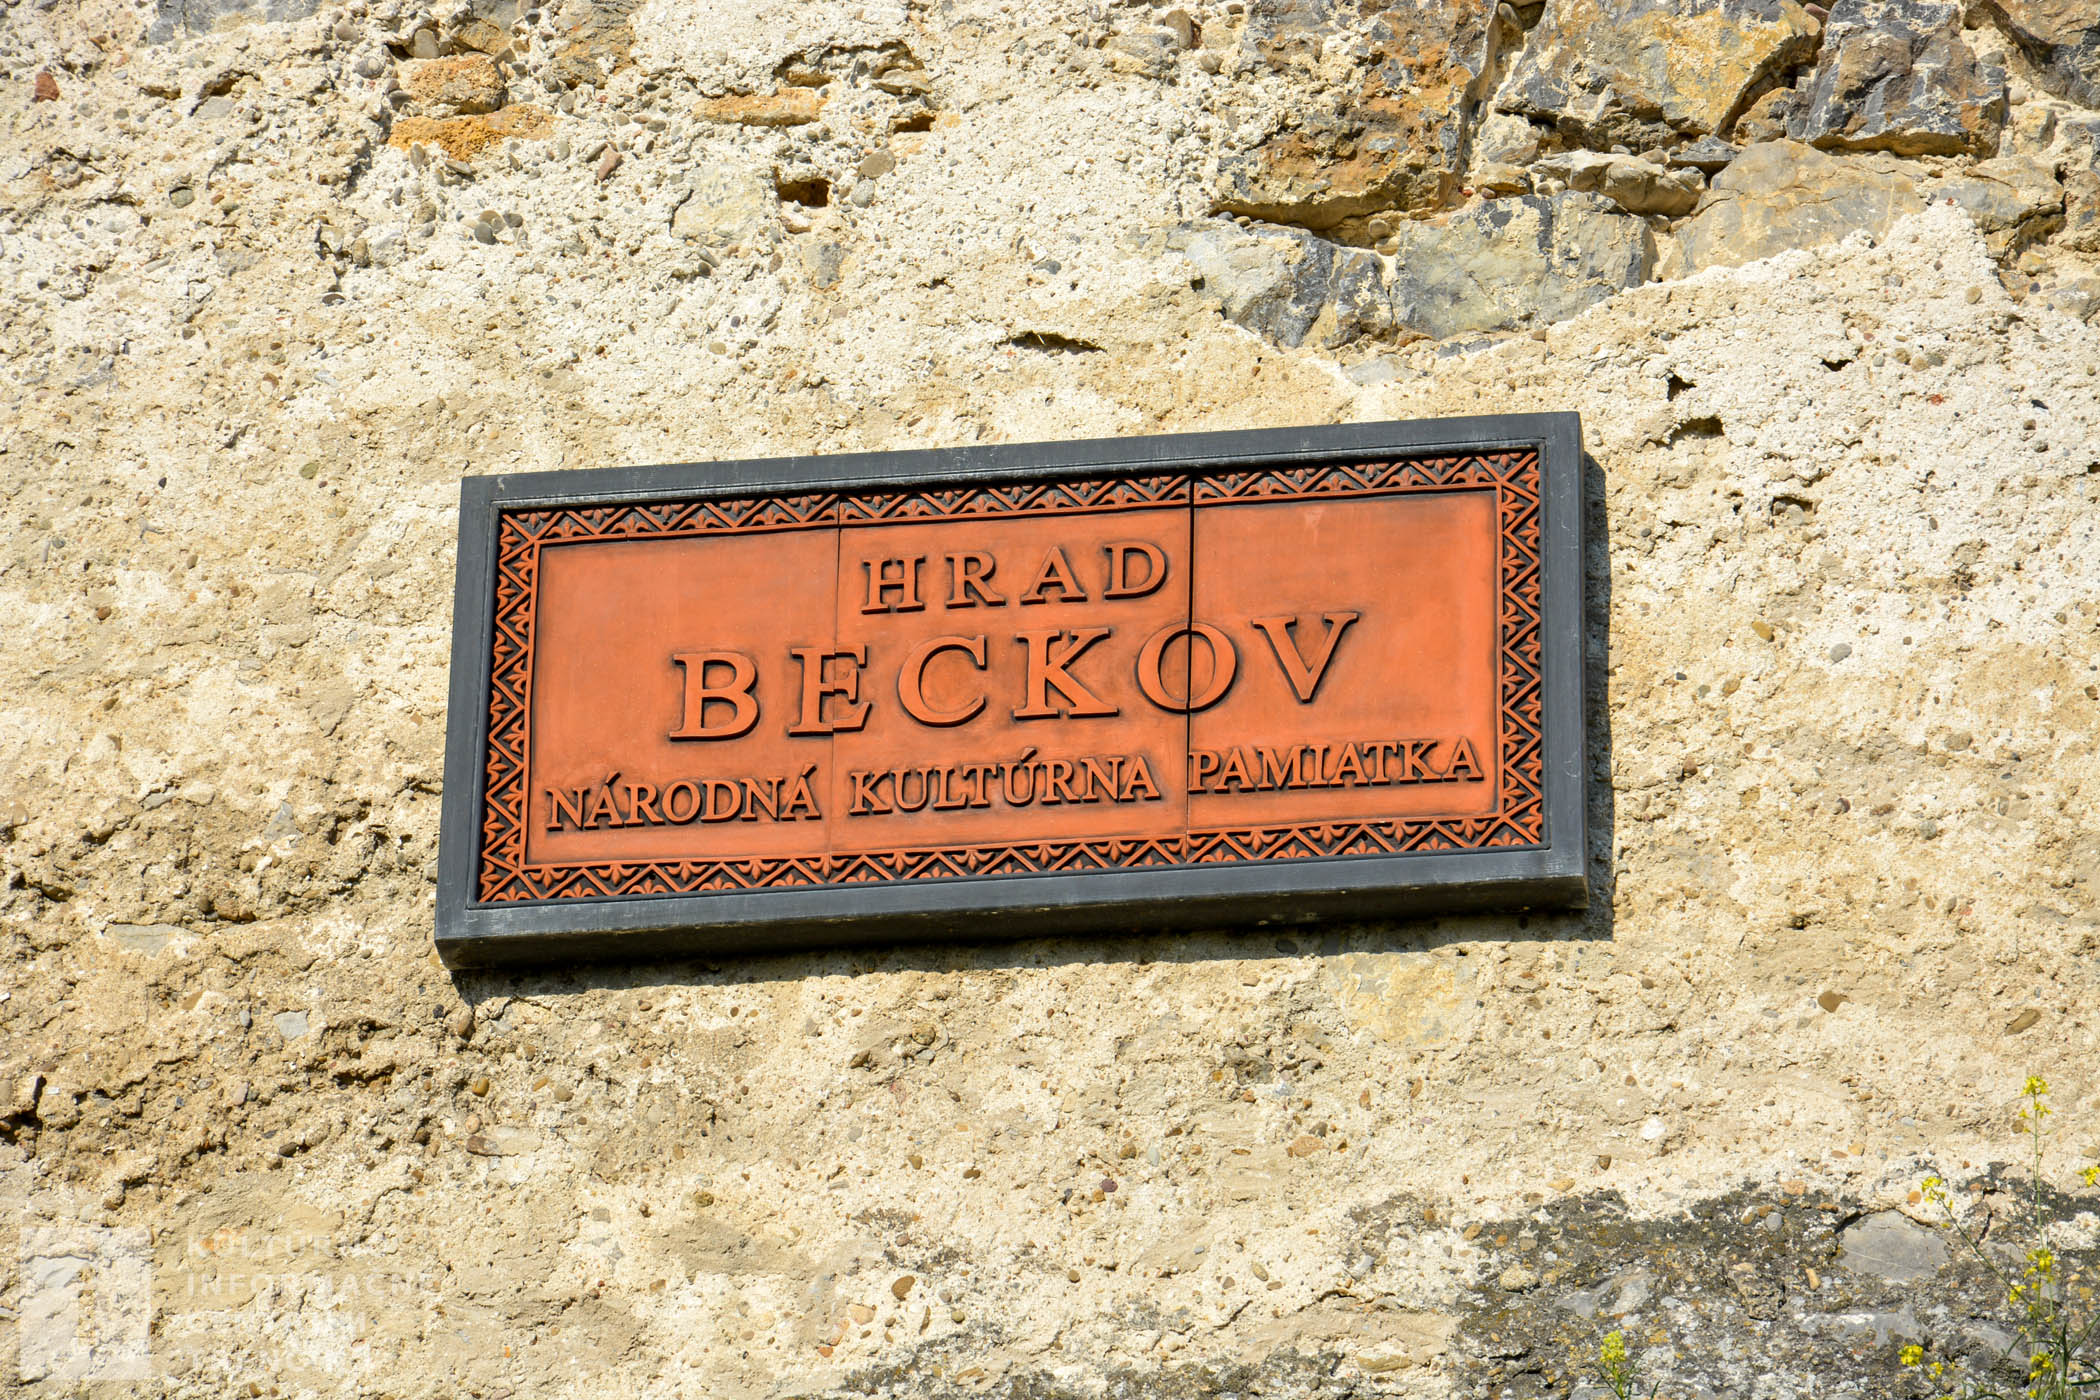 HRAD
BECKOV
NÁRODNÁ KULTÚRNA PAMIATKA